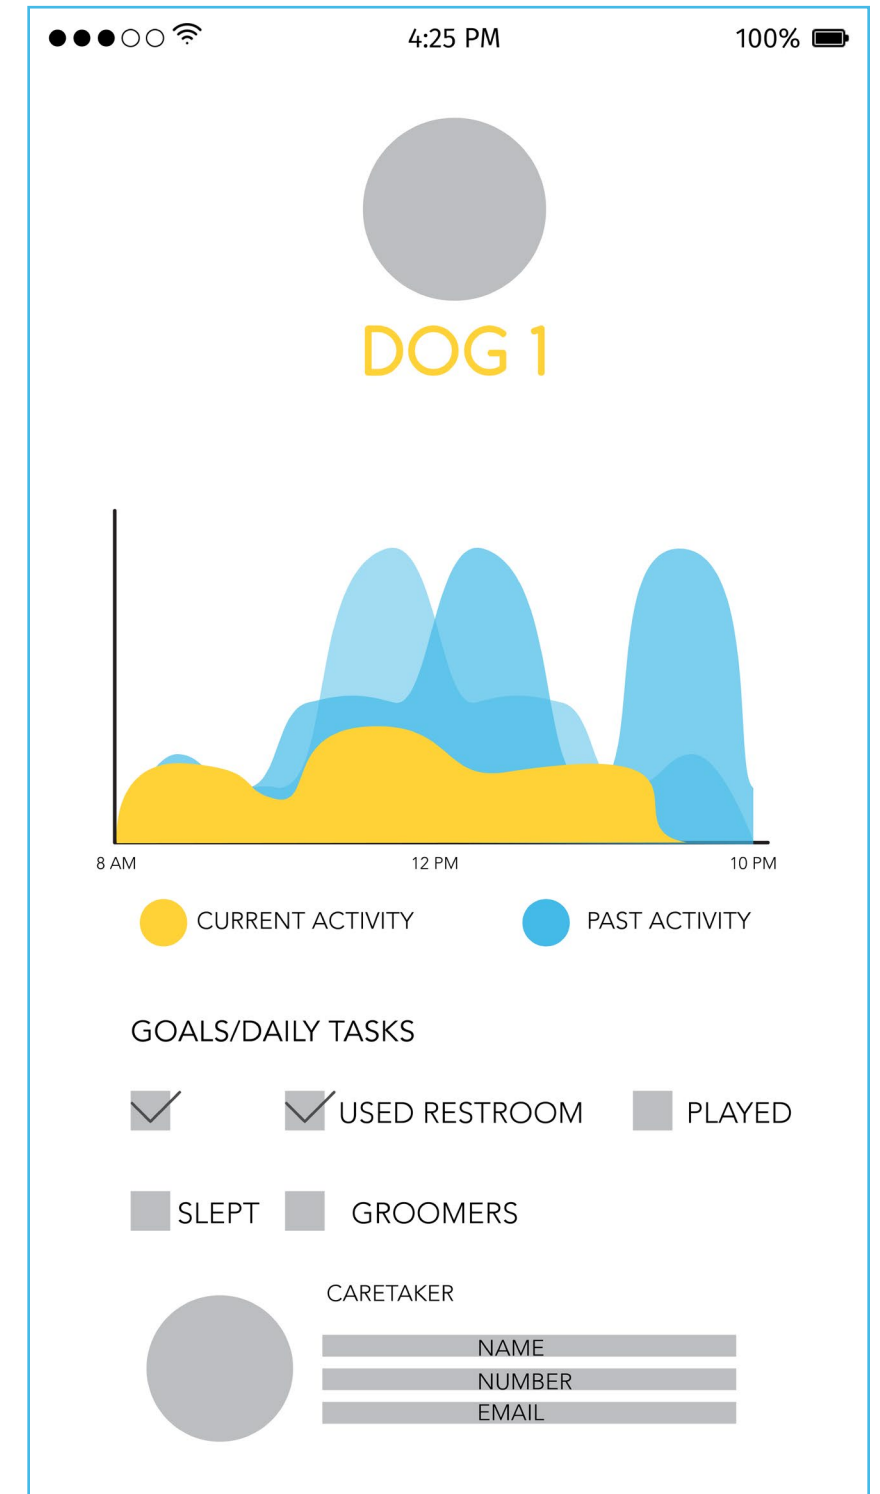 4:25 PM 100%
DOG 1
8 AM 12 PM 10 PM
CURRENT ACTIVITY PAST ACTIVITY
GOALS/DAILY TASKS
USED RESTROOM PLAYED
SLEPT GROOMERS
CARETAKER
NAME
NUMBER
EMAIL